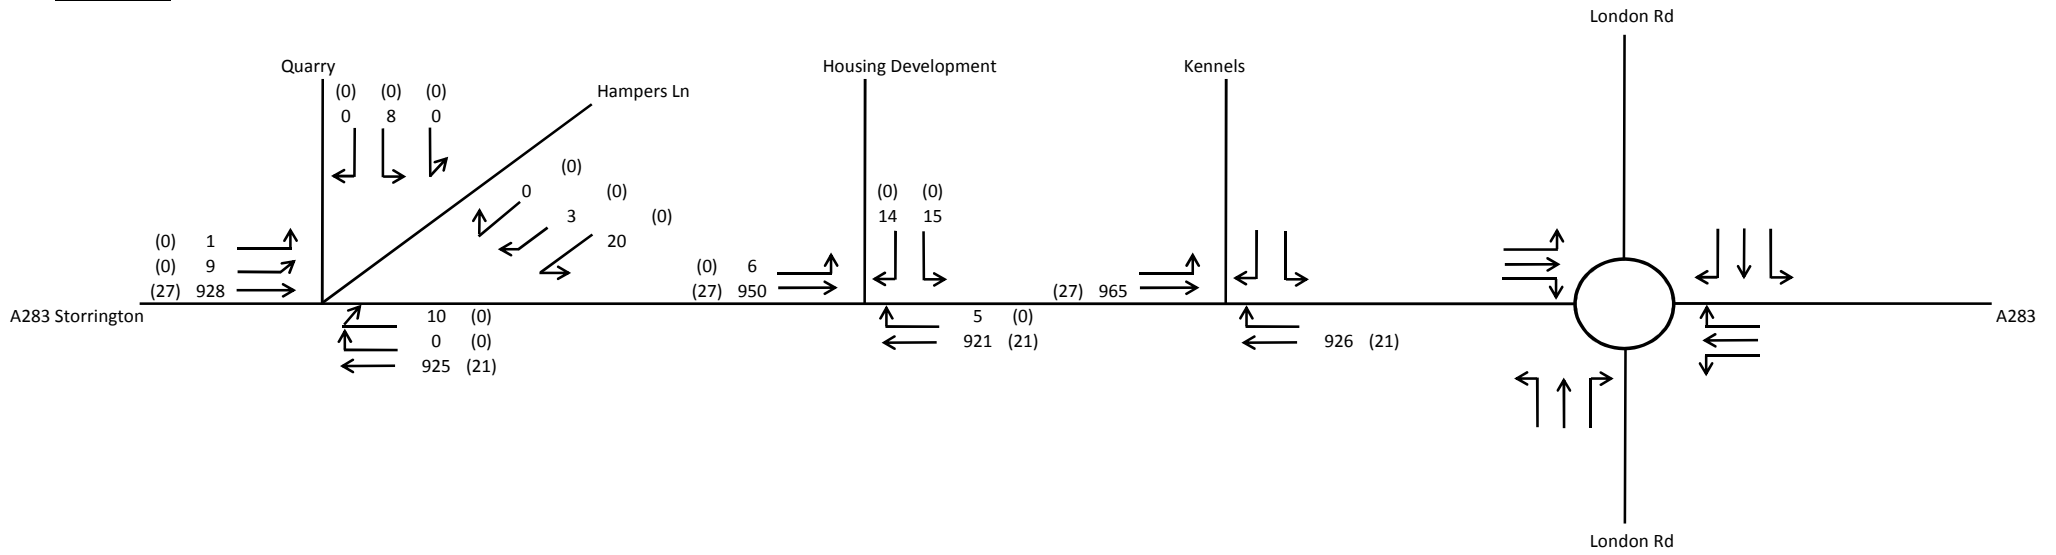 London Rd
Quarry
Housing Development
Kennels
(0) (0) (0)
0 8 0
Hampers Ln
(0)
0 (0)
3 (0)
20
(0) (0)
14 15
(0) 1
(0) 9
(27) 928
(0) 6
(27) 950
(27) 965
A283 Storrington
A283
10 (0)
0 (0)
925 (21)
5 (0)
921 (21)
926 (21)
London Rd